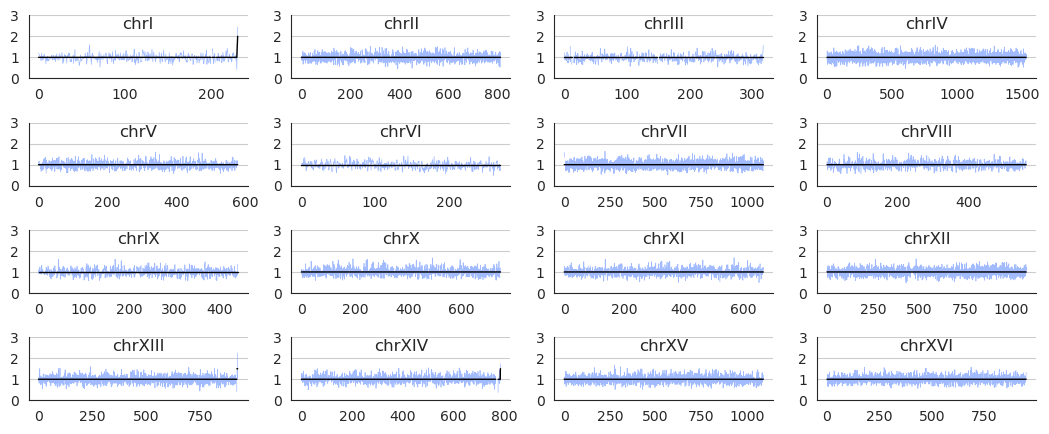 3 chrI 3 chrII 3 chrIII 3 chrIV
2 2 2 2
1 1 1 1
0 0 0 0
0 100 200 0 200 400 600 800 0 100 200 300 0 500 1000 1500
3 chrV 3 chrVI 3 chrVII 3 chrVIII
2 2 2 2
1 1 1 1
0 0 0 0
0 200 400 600 0 100 200 0 250 500 750 1000 0 200 400
3 chrIX 3 chrX 3 chrXI 3 chrXII
2 2 2 2
1 1 1 1
0 0 0 0
0 100 200 300 400 0 200 400 600 0 200 400 600 0 250 500 750 1000
3 chrXIII 3 chrXIV 3 chrXV 3 chrXVI
2 2 2 2
1 1 1 1
0 0 0 0
0 250 500 750 0 200 400 600 800 0 250 500 750 1000 0 250 500 750